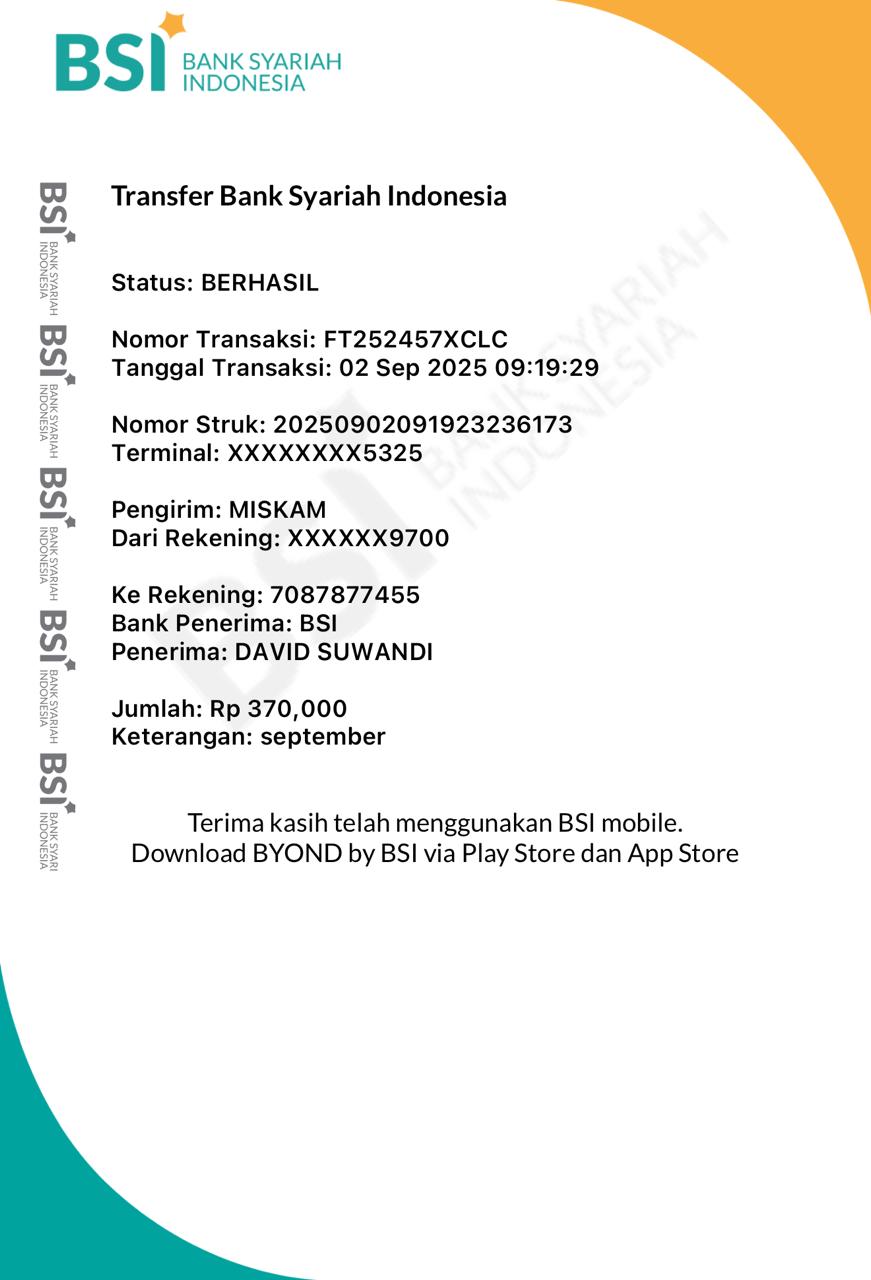 BSI BANK SYARIAH
INDONESIA
Transfer Bank Syariah Indonesia
Status: BERHASIL
Nomor Transaksi: FT252457XCLC
Tanggal Transaksi: 02 Sep 2025 09:19:29
Nomor Struk: 20250902091923236173
Terminal: XXXXXXXX5325
Pengirim: MISKAM
Dari Rekening: XXXXXX9700
Ke Rekening: 7087877455
Bank Penerima: BSI
Penerima: DAVID SUWANDI
Jumlah: Rp 370,000
Keterangan: september
Terima kasih telah menggunakan BSI mobile.
Download BYOND by BSI via Play Store dan App Store
BSI BANK SYARIAH
INDONESIA
BSI BANK SYARIAH
INDONESIA
BSI BANK SYARIAH
INDONESIA
BSI BANK SYARIAH
INDONESIA
BSI BANK SYARI
INDONESIA
BSI BANK SYARIAH
INDONESIA